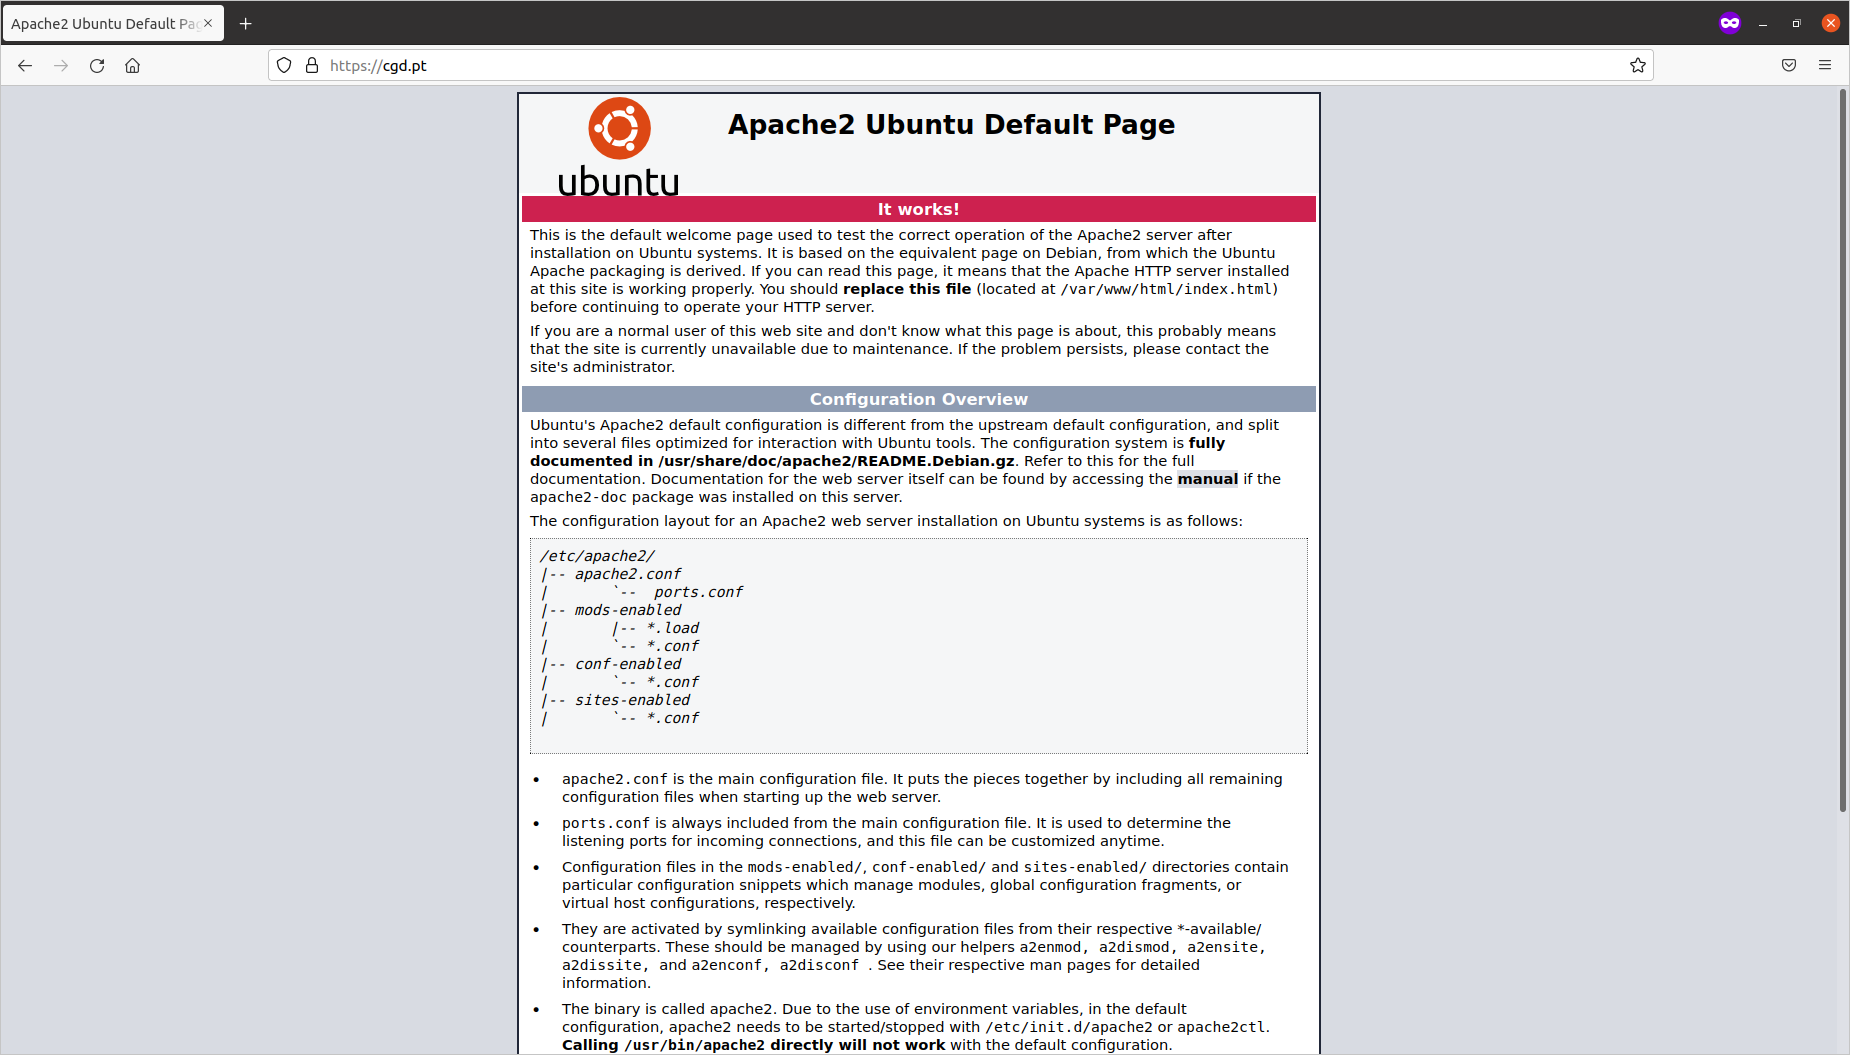 Apache2 Ubuntu Default Pa
https://cgd.pt
ubuntu
Apache2 Ubuntu Default Page
It works!
This is the default welcome page used to test the correct operation of the Apache2 server after
installation on Ubuntu systems. It is based on the equivalent page on Debian, from which the Ubuntu
Apache packaging is derived. If you can read this page, it means that the Apache HTTP server installed
at this site is working properly. You should replace this file (located at /var/www/html/index.html)
before continuing to operate your HTTP server.
If you are a normal user of this web site and don't know what this page is about, this probably means
that the site is currently unavailable due to maintenance. If the problem persists, please contact the
site's administrator.
Configuration Overview
Ubuntu's Apache2 default configuration is different from the upstream default configuration, and split
into several files optimized for interaction with Ubuntu tools. The configuration system is fully
documented in /usr/share/doc/apache2/README.Debian.gz. Refer to this for the full
documentation. Documentation for the web server itself can be found by accessing the manual if the
apache2-doc package was installed on this server.
The configuration layout for an Apache2 web server installation on Ubuntu systems is as follows:
/etc/apache2/
|-- apache2.conf
|       `--  ports.conf
|-- mods-enabled
|       |-- *.load
|       `-- *.conf
|-- conf-enabled
|       `-- *.conf
|-- sites-enabled
|       `-- *.conf
• apache2.conf is the main configuration file. It puts the pieces together by including all remaining
configuration files when starting up the web server.
• ports.conf is always included from the main configuration file. It is used to determine the
listening ports for incoming connections, and this file can be customized anytime.
• Configuration files in the mods-enabled/, conf-enabled/ and sites-enabled/ directories contain
particular configuration snippets which manage modules, global configuration fragments, or
virtual host configurations, respectively.
• They are activated by symlinking available configuration files from their respective *-available/
counterparts. These should be managed by using our helpers a2enmod, a2dismod, a2ensite,
a2dissite, and a2enconf, a2disconf . See their respective man pages for detailed
information.
• The binary is called apache2. Due to the use of environment variables, in the default
configuration, apache2 needs to be started/stopped with /etc/init.d/apache2 or apache2ctl.
Calling /usr/bin/apache2 directly will not work with the default configuration.